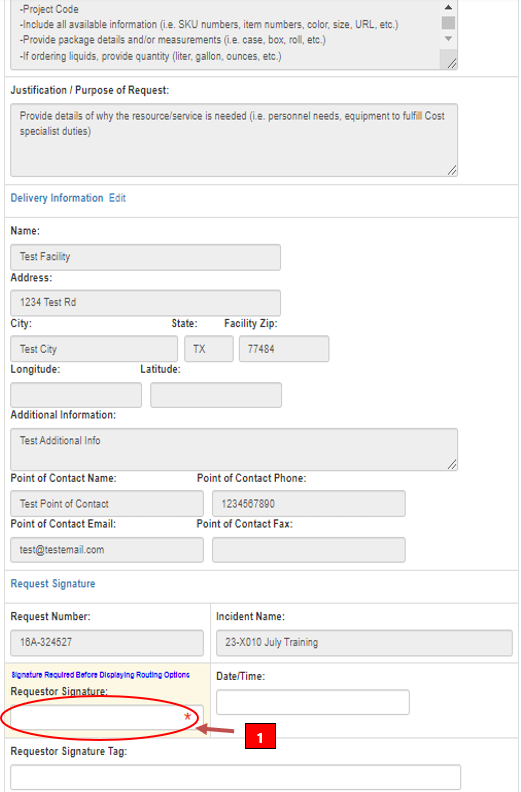 -Project Code
-Include all available information (i.e. SKU numbers, item numbers, color, size, URL, etc.)
-Provide package details and/or measurements (i.e. case, box, roll, etc.)
-If ordering liquids, provide quantity (liter, gallon, ounces, etc.)
Justification / Purpose of Request:
Provide details of why the resource/service is needed (i.e. personnel needs, equipment to fulfill Cost
specialist duties)
Delivery Information Edit
Name:
Test Facility
Address:
1234 Test Rd
City: State: Facility Zip:
Test City TX 77484
Longitude: Latitude:
Additional Information:
Test Additional Info
Point of Contact Name: Point of Contact Phone:
Test Point of Contact 1234567890
Point of Contact Email: Point of Contact Fax:
test@testemail.com
Request Signature
Request Number: Incident Name:
16A-324527 23-X010 July Training
Signature Required Before Displaying Routing Options
Requestor Signature: Date/Time:
*
1
Requestor Signature Tag: